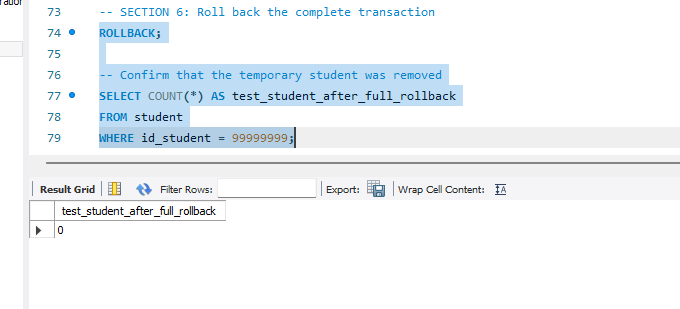 ration
73 -- SECTION 6: Roll back the complete transaction
74 ROLLBACK;
75
76 -- Confirm that the temporary student was removed
77 SELECT COUNT(*) AS test_student_after_full_rollback
78 FROM student
79 WHERE id_student = 99999999;
Result Grid Filter Rows: Export: Wrap Cell Content: IA
test_student_after_full_rollback
0